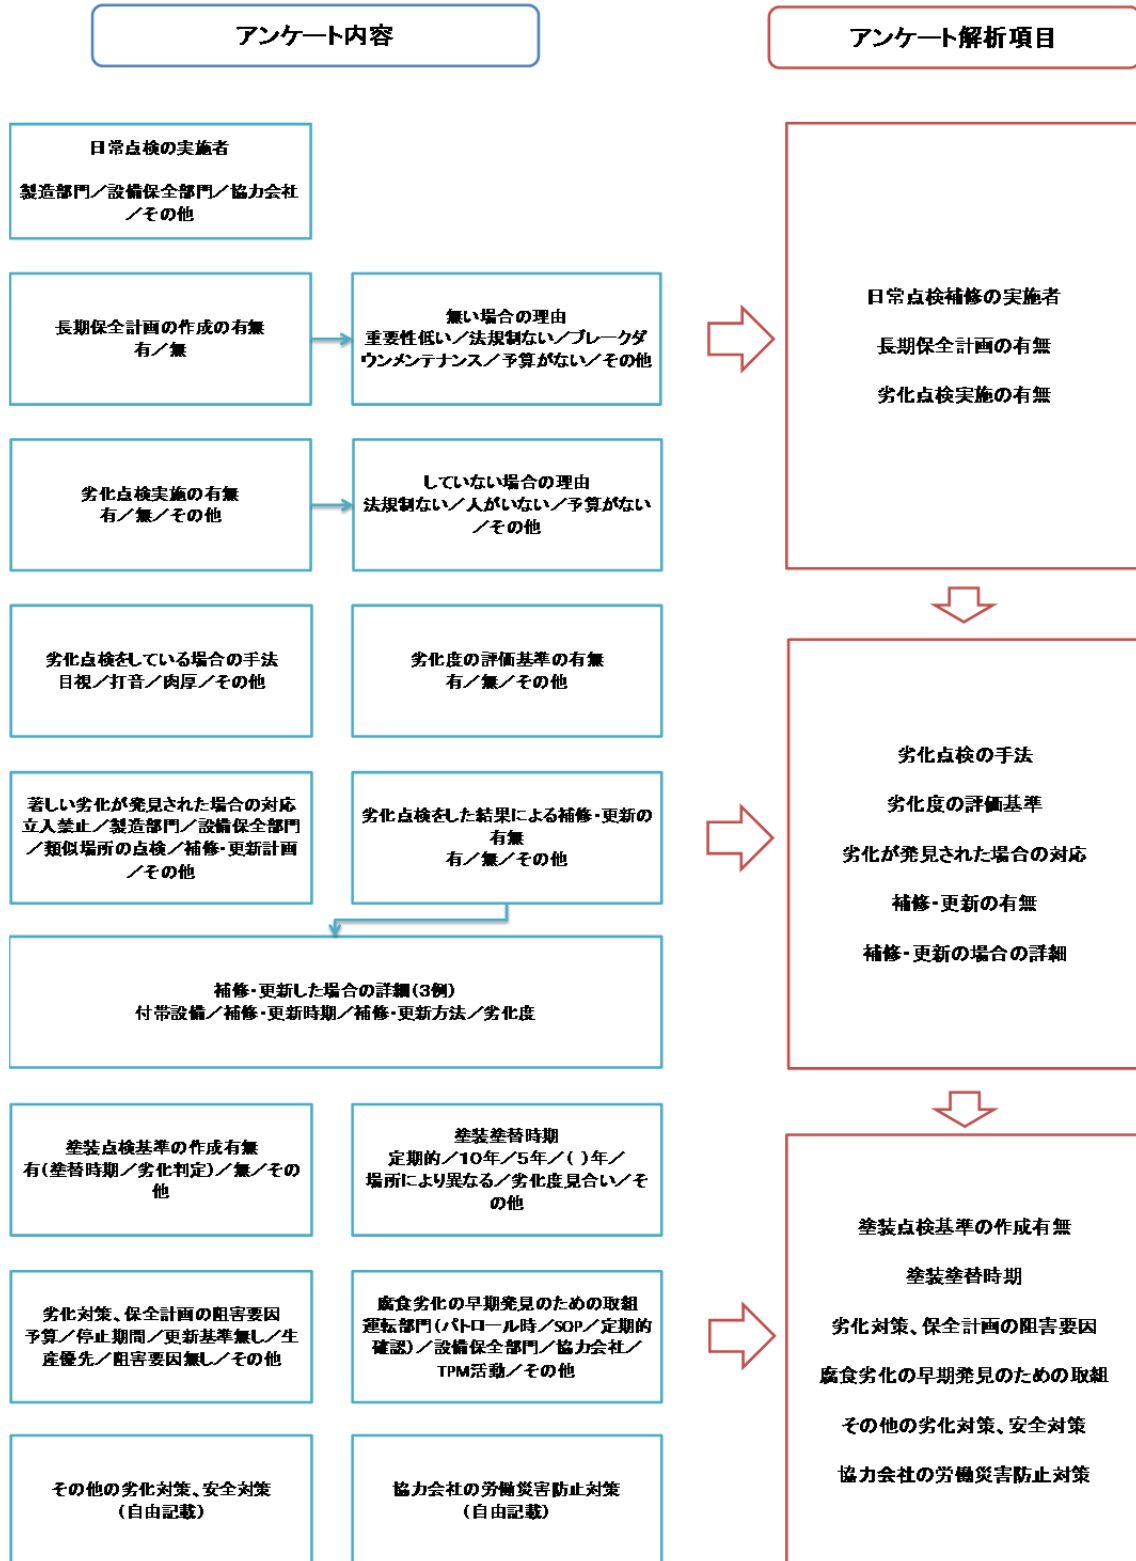 アンケート内容
アンケート解析項目
日常点検の実施者
製造部門／設備保全部門／協力会社
／その他
長期保全計画の作成の有無
有／無
無い場合の理由
重要性低い／法規制ない／ブレークダ
ウンメンテナンス／予算がない／その他
劣化点検実施の有無
有／無／その他
していない場合の理由
法規制ない／人がいない／予算がない
／その他
日常点検補修の実施者
長期保全計画の有無
劣化点検実施の有無
劣化点検をしている場合の手法
目視／打音／肉厚／その他
劣化度の評価基準の有無
有／無／その他
著しい劣化が発見された場合の対応
立入禁止／製造部門／設備保全部門
／類似場所の点検／補修・更新計画
／その他
劣化点検をした結果による補修・更新の
有無
有／無／その他
補修・更新した場合の詳細(3例)
付帯設備／補修・更新時期／補修・更新方法／劣化度
劣化点検の手法
劣化度の評価基準
劣化が発見された場合の対応
補修・更新の有無
補修・更新の場合の詳細
塗装点検基準の作成有無
有(塗替時期／劣化判定)／無／その
他
塗装塗替時期
定期的／10年／5年／( )年／
場所により異なる／劣化度見合い／そ
の他
劣化対策、保全計画の阻害要因
予算／停止期間／更新基準無し／生
産優先／阻害要因無し／その他
腐食劣化の早期発見のための取組
運転部門(パトロール時／SOP／定期的
確認)／設備保全部門／協力会社／
TPM活動／その他
その他の劣化対策、安全対策
(自由記載)
協力会社の労働災害防止対策
(自由記載)
塗装点検基準の作成有無
塗装塗替時期
劣化対策、保全計画の阻害要因
腐食劣化の早期発見のための取組
その他の劣化対策、安全対策
協力会社の労働災害防止対策